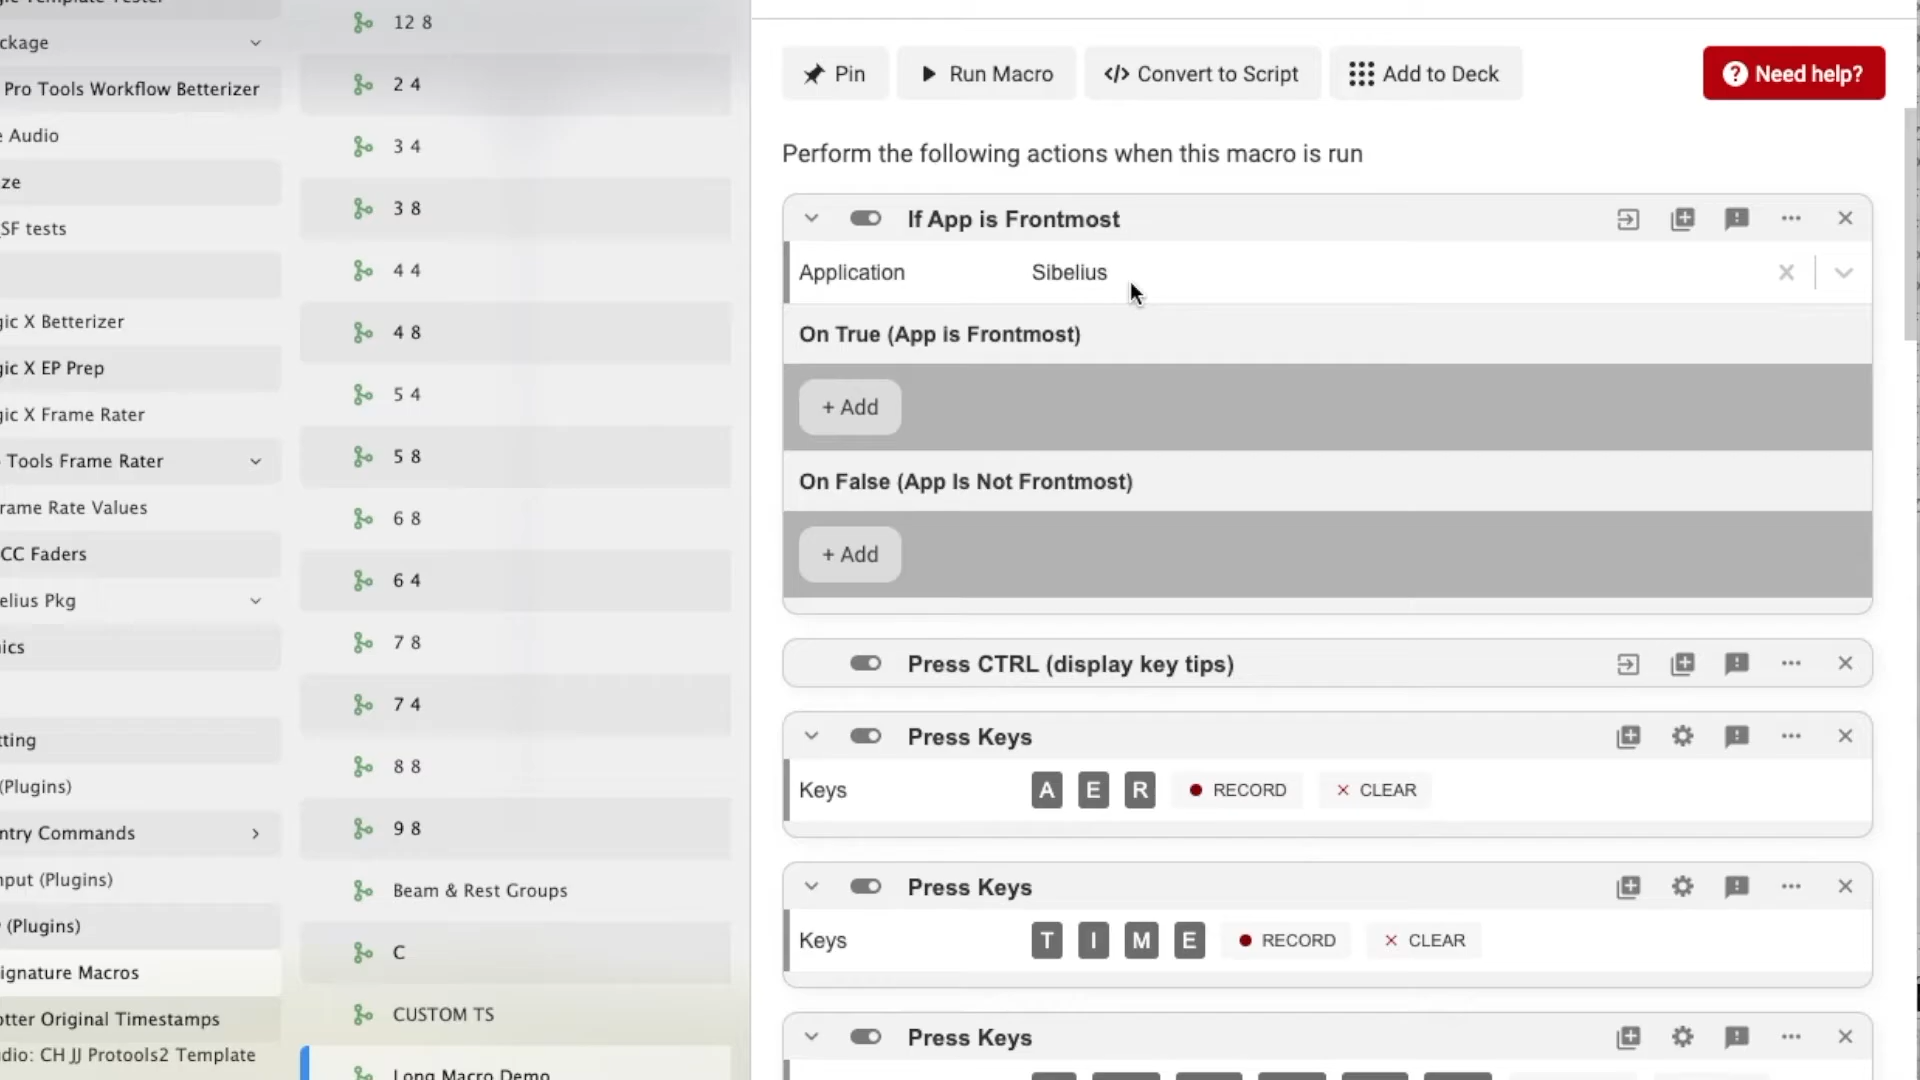 ckage
Pro Tools Workflow Betterizer
e Audio
ze
SF tests
gic X Betterizer
gic X EP Prep
gic X Frame Rater
Tools Frame Rater
rame Rate Values
CC Faders
elius Pkg
ics
tting
(Plugins)
ntry Commands
nput (Plugins)
(Plugins)
ignature Macros
otter Original Timestamps
dio: CH JJ Protools2 Template
12 8
2 4
3 4
3 8
4 4
4 8
5 4
5 8
6 8
6 4
7 8
7 4
8 8
9 8
Beam & Rest Groups
C
CUSTOM TS
Long Macro Demo
Pin
Run Macro
Convert to Script
Add to Deck
Need help?
Perform the following actions when this macro is run
If App is Frontmost
Application Sibelius
On True (App is Frontmost)
+ Add
On False (App Is Not Frontmost)
+ Add
Press CTRL (display key tips)
Press Keys
Keys A E R RECORD CLEAR
Press Keys
Keys T I M E RECORD CLEAR
Press Keys